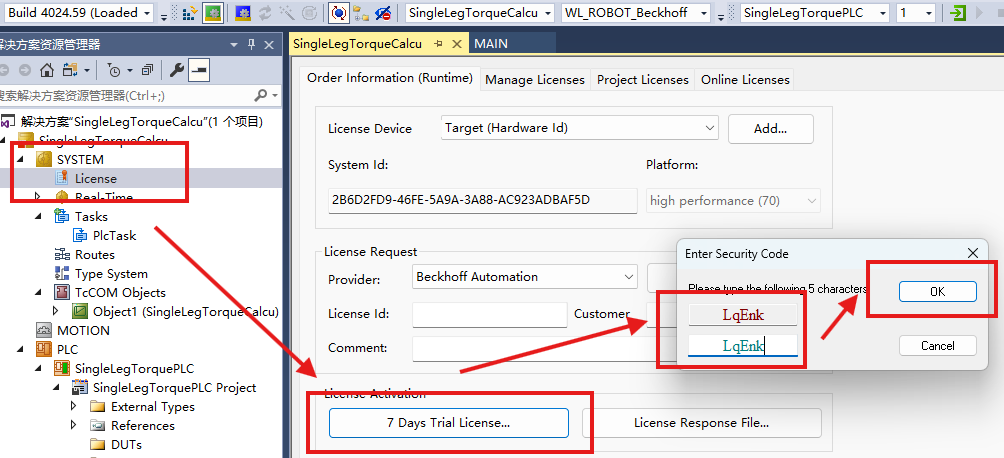 Build 4024.59 (Loaded) SingleLegTorqueCalcu WL_ROBOT_Beckhoff SingleLegTorquePLC 1
解决方案资源管理器
SingleLegTorqueCalcu MAIN
搜索解决方案资源管理器(Ctrl+;)
解决方案"SingleLegTorqueCalcu"(1 个项目)
SingleLegTorqueCalcu
SYSTEM
License
Real-Time
Tasks
PlcTask
Routes
Type System
TcCOM Objects
Object1 (SingleLegTorqueCalcu)
MOTION
PLC
SingleLegTorquePLC
SingleLegTorquePLC Project
External Types
References
DUTs
Order Information (Runtime) Manage Licenses Project Licenses Online Licenses
License Device Target (Hardware Id) Add...
System Id: Platform:
2B6D2FD9-46FE-5A9A-3A88-AC923ADBAF5D high performance (70)
License Request
Provider: Beckhoff Automation
License Id: Customer
Comment:
License Activation
7 Days Trial License... License Response File...
Enter Security Code
Please type the following 5 characters
LqEnk
LqEnk
OK
Cancel